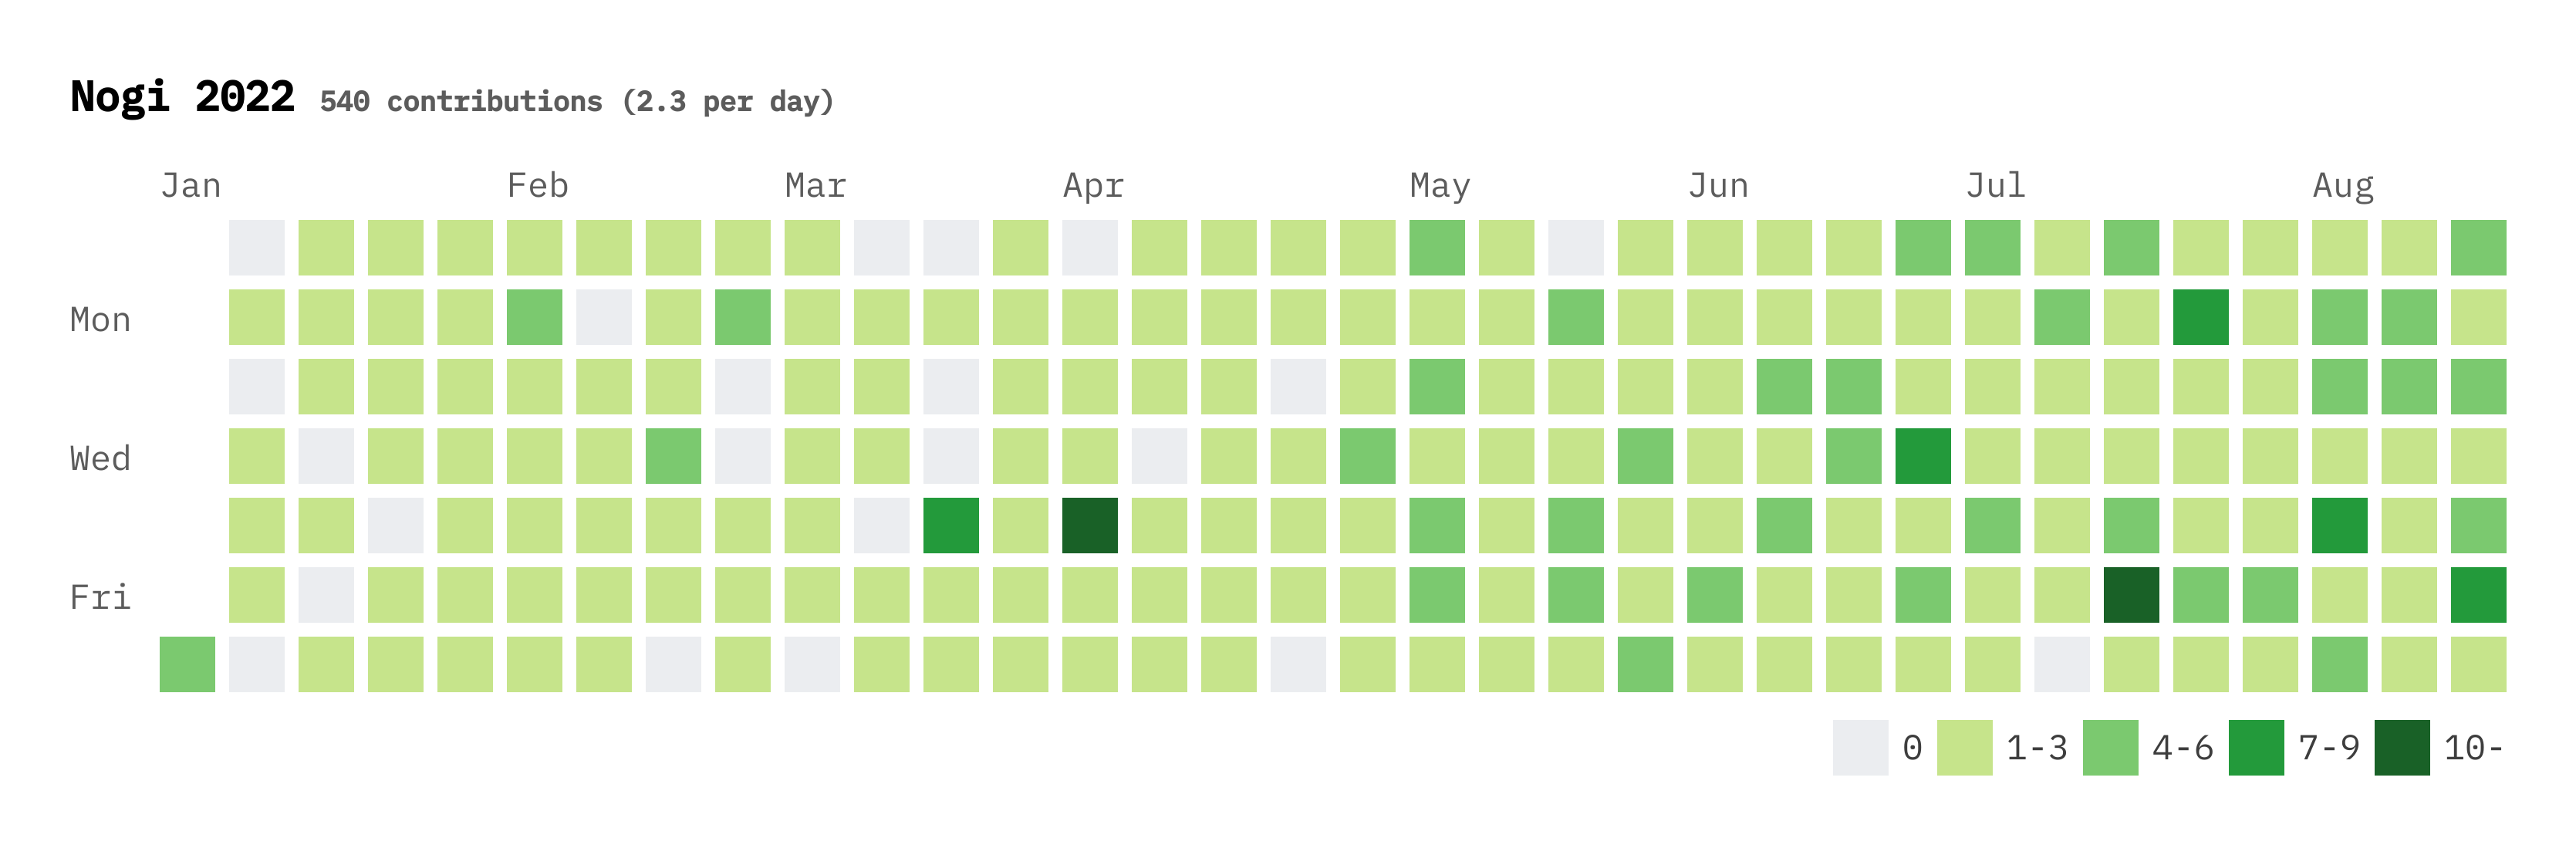 Nogi 2022 540 contributions (2.3 per day)
Jan Feb Mar Apr May Jun Jul Aug
Mon
Wed
Fri
0 1-3 4-6 7-9 10-